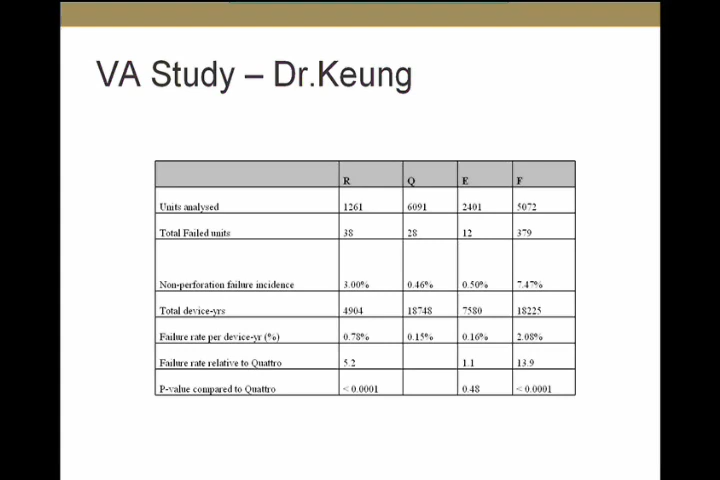 VA Study – Dr.Keung
R Q E F
Units analysed 1261 6091 2401 5072
Total Failed units 38 28 12 379
Non-perforation failure incidence 3.00% 0.46% 0.50% 7.47%
Total device-yrs 4904 18748 7580 18225
Failure rate per device-yr (%) 0.78% 0.15% 0.16% 2.08%
Failure rate relative to Quattro 5.2 1.1 13.9
P-value compared to Quattro < 0.0001 0.48 < 0.0001